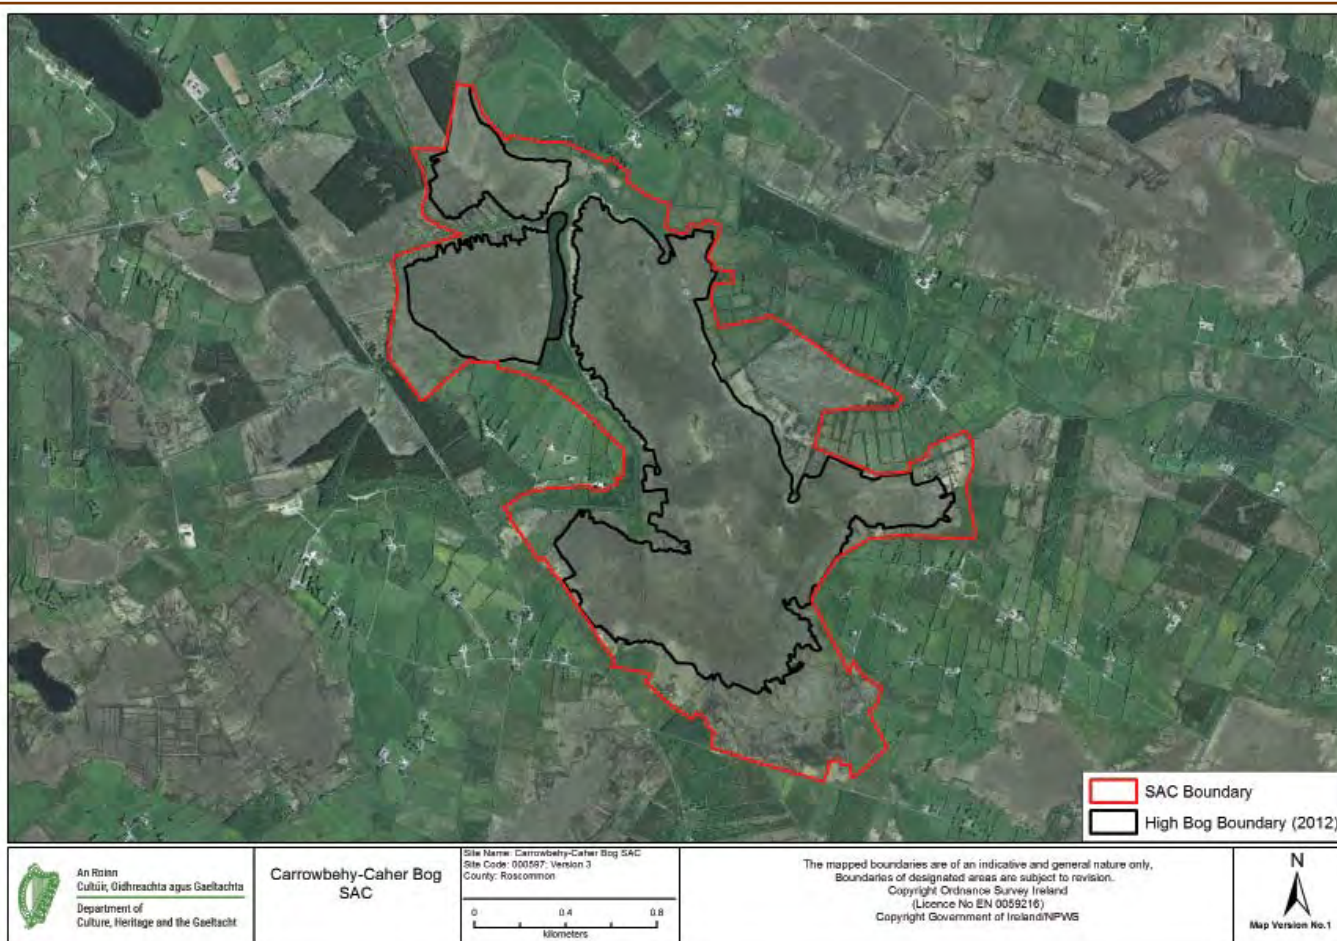 SAC Boundary
High Bog Boundary (2012)
An Roinn
Cultúir, Oidhreachta agus Gaeltachta
Department of
Culture, Heritage and the Gaeltacht
Carrowbehy-Caher Bog
SAC
Site Name: Carrowbehy-Caher Bog SAC
Site Code: 000597; Version 3
County: Roscommon
0 0.4 0.8
kilometers
The mapped boundaries are of an indicative and general nature only,
Boundaries of designated areas are subject to revision.
Copyright Ordnance Survey Ireland
(Licence No EN 0059216)
Copyright Government of Ireland/NPWS
N
Map Version No.1